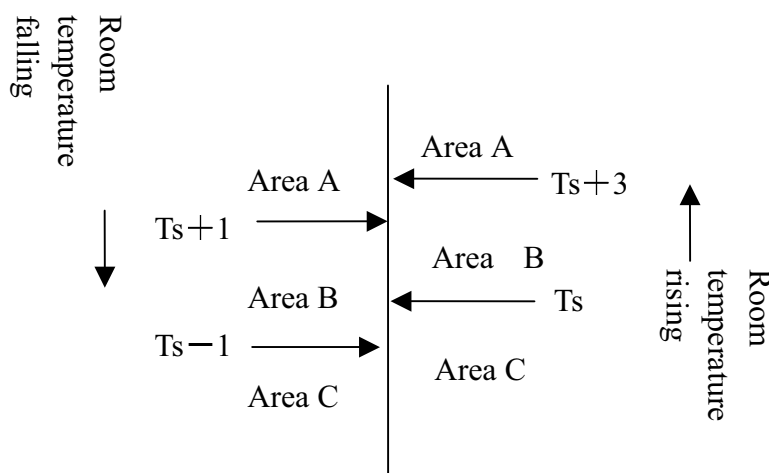 Room
temperature
falling
Area A
Area A
Ts+3
Ts+1
Area B
Area B
Ts
Ts−1
Area C
Area C
Room
temperature
rising